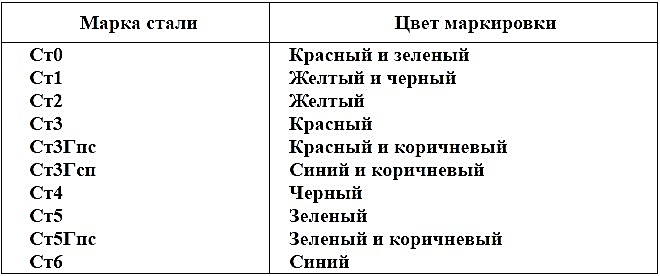 Марка стали Цвет маркировки
Ст0 Красный и зеленый
Ст1 Желтый и черный
Ст2 Желтый
Ст3 Красный
Ст3Гпс Красный и коричневый
Ст3Гсп Синий и коричневый
Ст4 Черный
Ст5 Зеленый
Ст5Гпс Зеленый и коричневый
Ст6 Синий